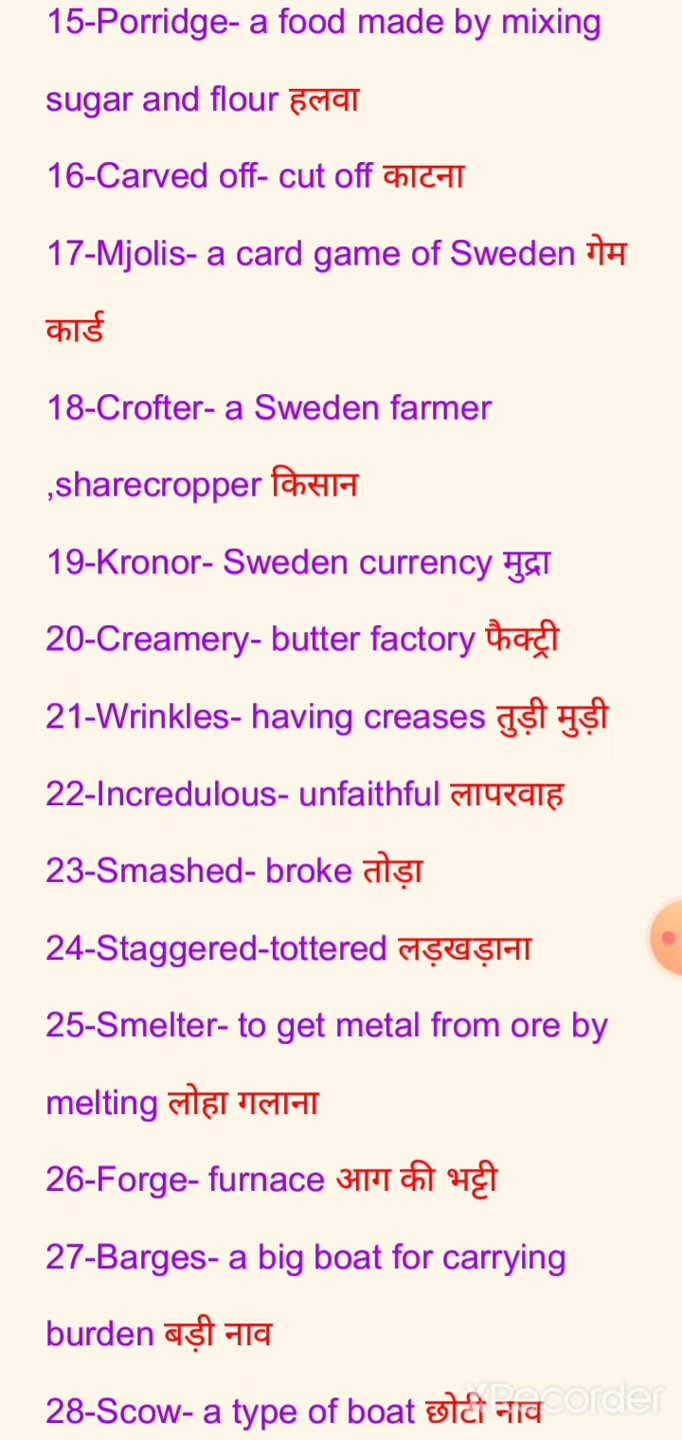 15-Porridge- a food made by mixing
sugar and flour हलवा
16-Carved off- cut off काटना
17-Mjolis- a card game of Sweden गेम
कार्ड
18-Crofter- a Sweden farmer
,sharecropper किसान
19-Kronor- Sweden currency मुद्रा
20-Creamery- butter factory फैक्ट्री
21-Wrinkles- having creases तुड़ी मुड़ी
22-Incredulous- unfaithful लापरवाह
23-Smashed- broke तोड़ा
24-Staggered-tottered लड़खड़ाना
25-Smelter- to get metal from ore by
melting लोहा गलाना
26-Forge- furnace आग की भट्टी
27-Barges- a big boat for carrying
burden बड़ी नाव
28-Scow- a type of boat छोटी नाव
XRecorder